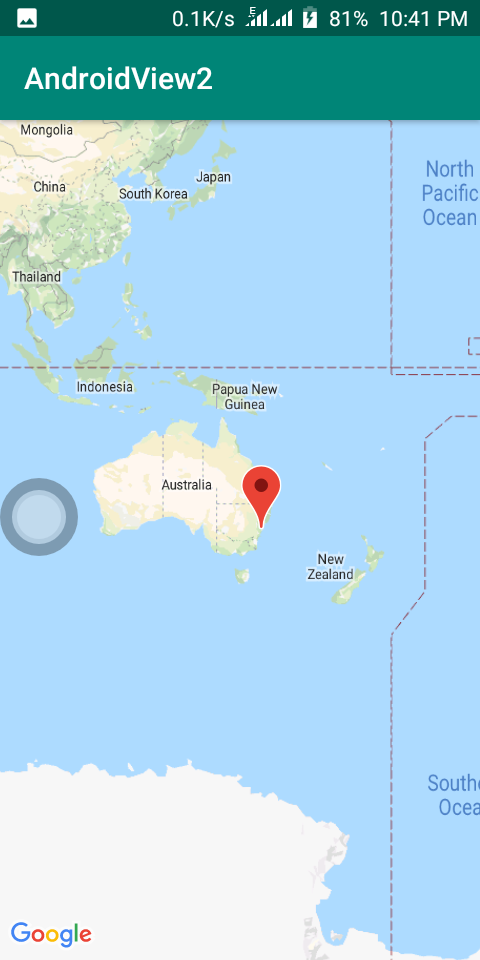 0.1K/s E 81% 10:41 PM
AndroidView2
Mongolia
Japan
China
South Korea
North
Pacific
Ocean
Thailand
Indonesia
Papua New
Guinea
Australia
New
Zealand
Southe
Ocea
Google